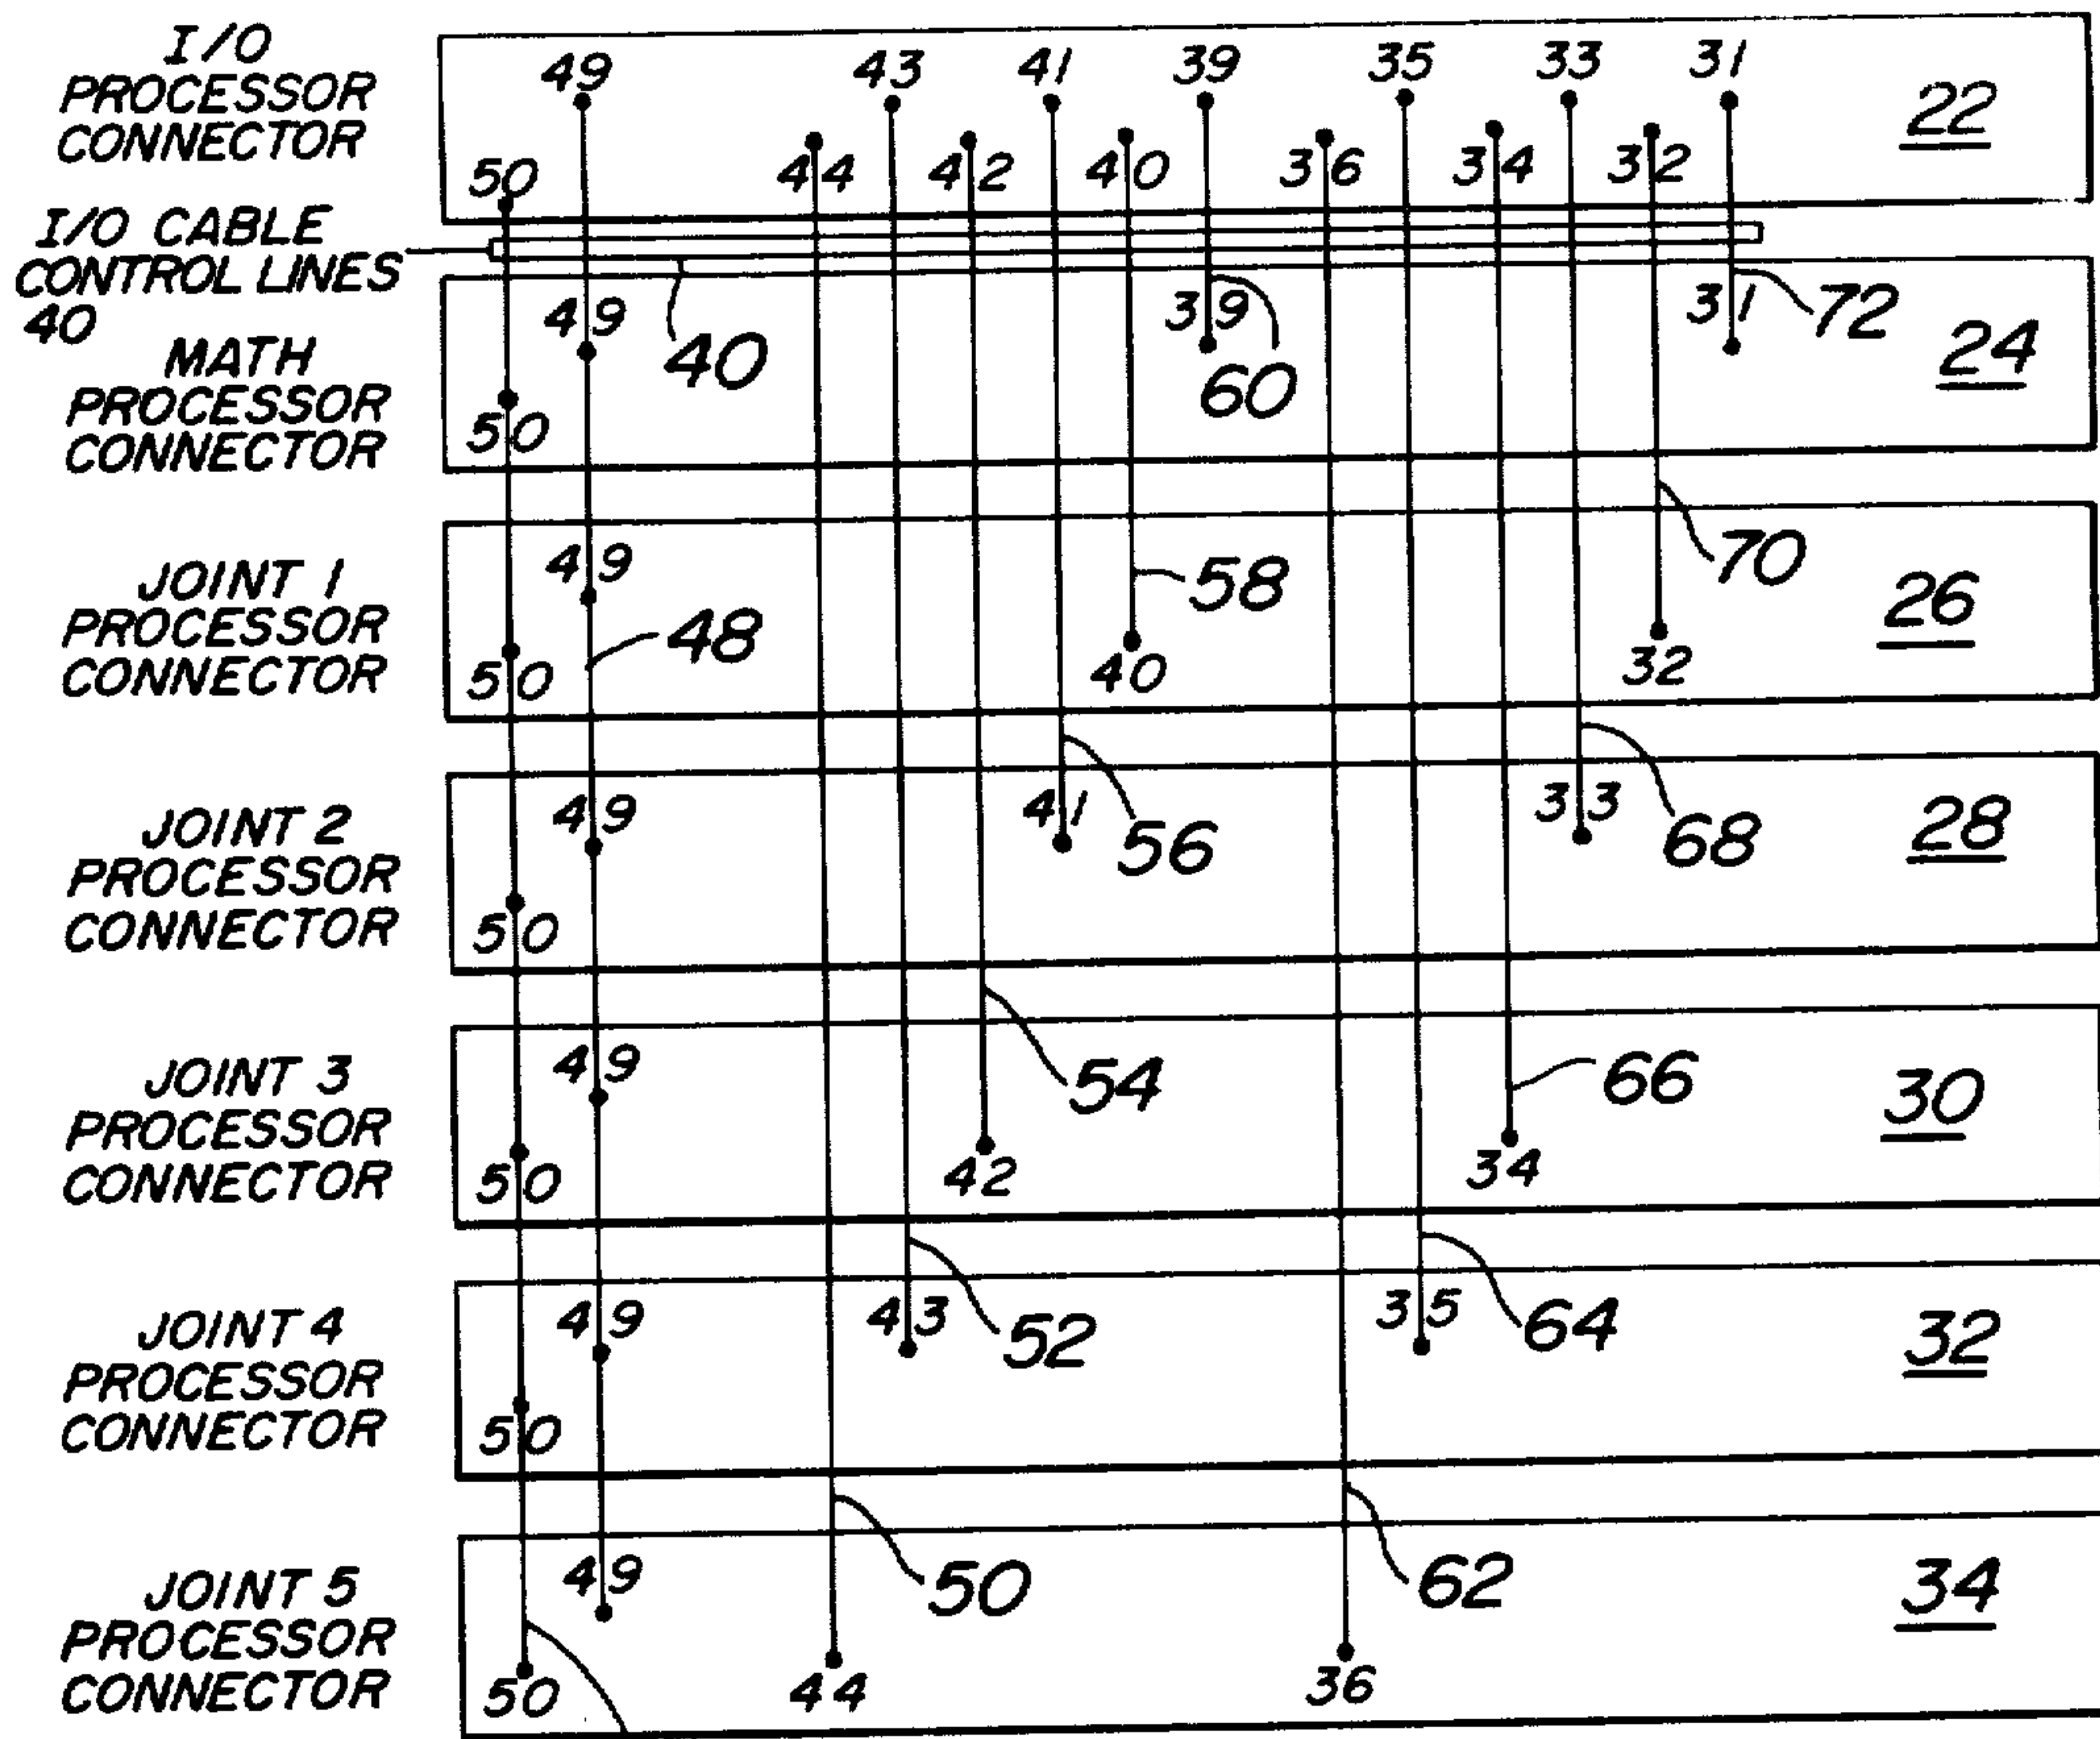 I/O
PROCESSOR
CONNECTOR
49 43 41 39 35 33 31
50 44 42 40 36 34 32
22
I/O CABLE
CONTROL LINES
40
MATH
PROCESSOR
CONNECTOR
49 39 31
40 60 72
50
24
JOINT 1
PROCESSOR
CONNECTOR
49 58 70
48
50 40 32
26
JOINT 2
PROCESSOR
CONNECTOR
49 41 33
56 68
50
28
JOINT 3
PROCESSOR
CONNECTOR
49 54 66
50 42 34
30
JOINT 4
PROCESSOR
CONNECTOR
49 43 35
52 64
50
32
JOINT 5
PROCESSOR
CONNECTOR
49 50 62
50 44 36
34